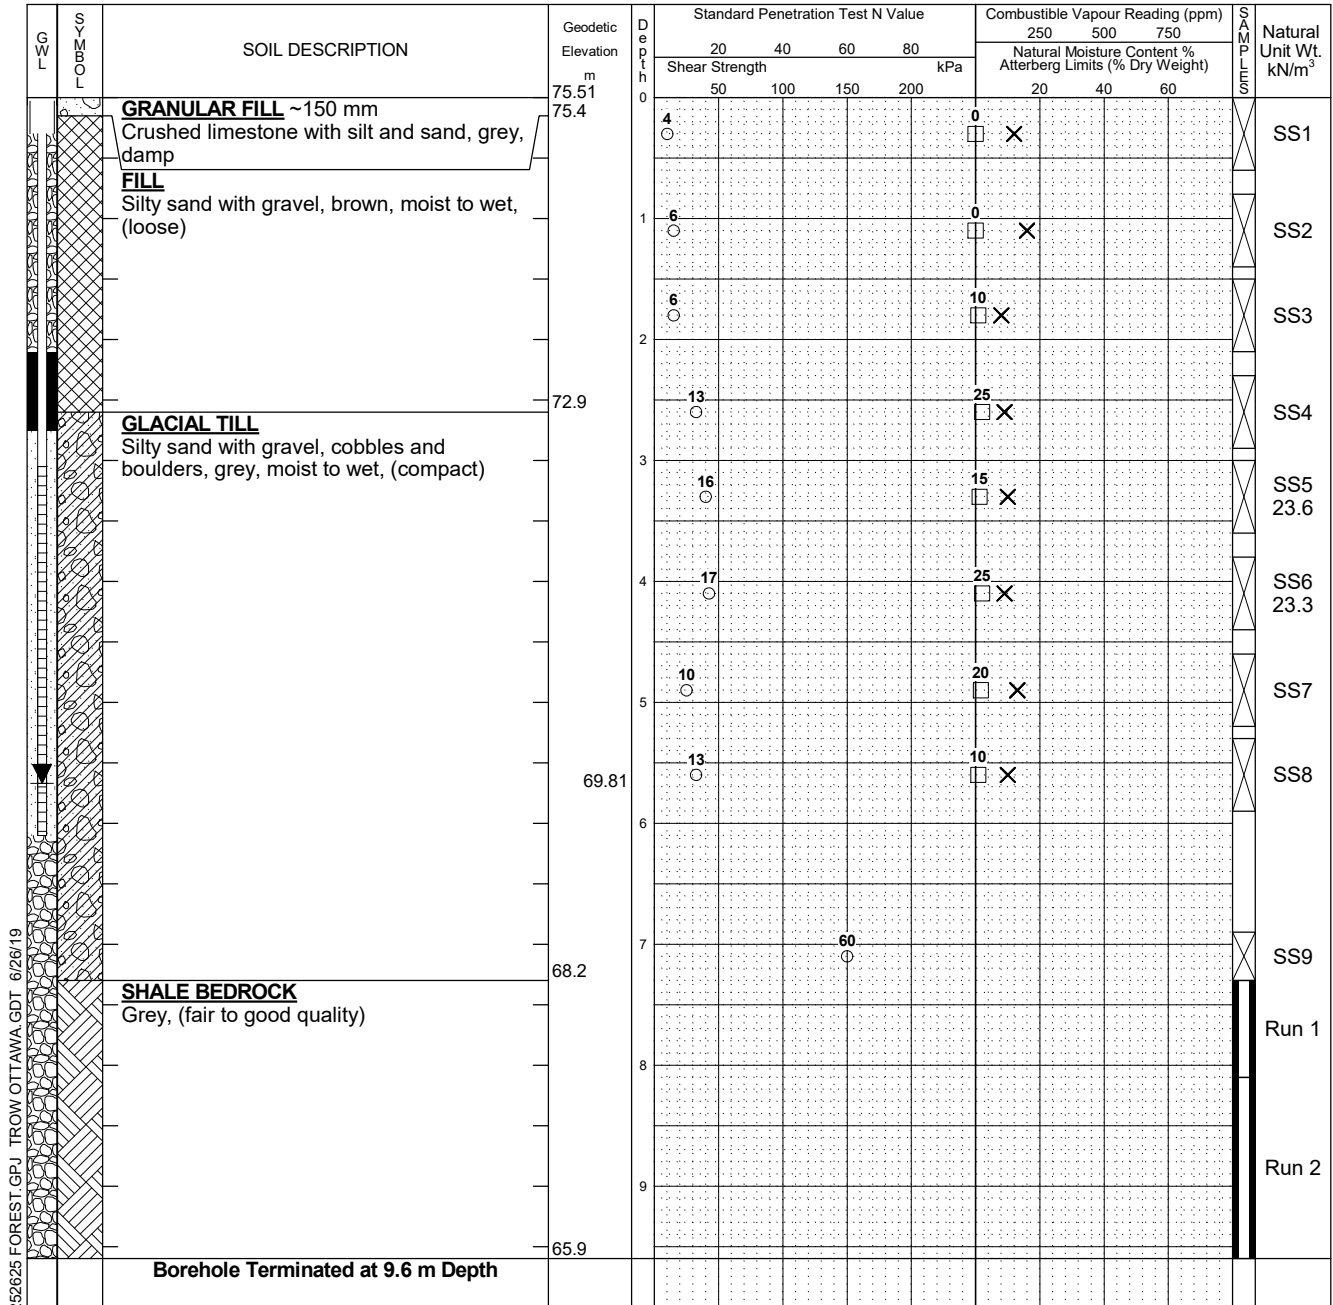 GWL
SYMBOL
SOIL DESCRIPTION
Geodetic
Elevation
m
75.51
Depth
Standard Penetration Test N Value
20 40 60 80
Shear Strength kPa
50 100 150 200
Combustible Vapour Reading (ppm)
250 500 750
Natural Moisture Content %
Atterberg Limits (% Dry Weight)
20 40 60
SAMPLES
Natural
Unit Wt.
kN/m³
0
GRANULAR FILL ~150 mm
75.4
Crushed limestone with silt and sand, grey,
damp
4
0
SS1
FILL
Silty sand with gravel, brown, moist to wet,
(loose)
1
6
0
SS2
6
10
SS3
2
72.9
13
25
SS4
GLACIAL TILL
Silty sand with gravel, cobbles and
boulders, grey, moist to wet, (compact)
3
16
15
SS5
23.6
4
17
25
SS6
23.3
10
20
SS7
5
13
10
SS8
69.81
6
7
60
SS9
68.2
SHALE BEDROCK
Grey, (fair to good quality)
Run 1
8
Run 2
9
65.9
Borehole Terminated at 9.6 m Depth
52625 FOREST.GPJ TROW OTTAWA.GDT 6/26/19